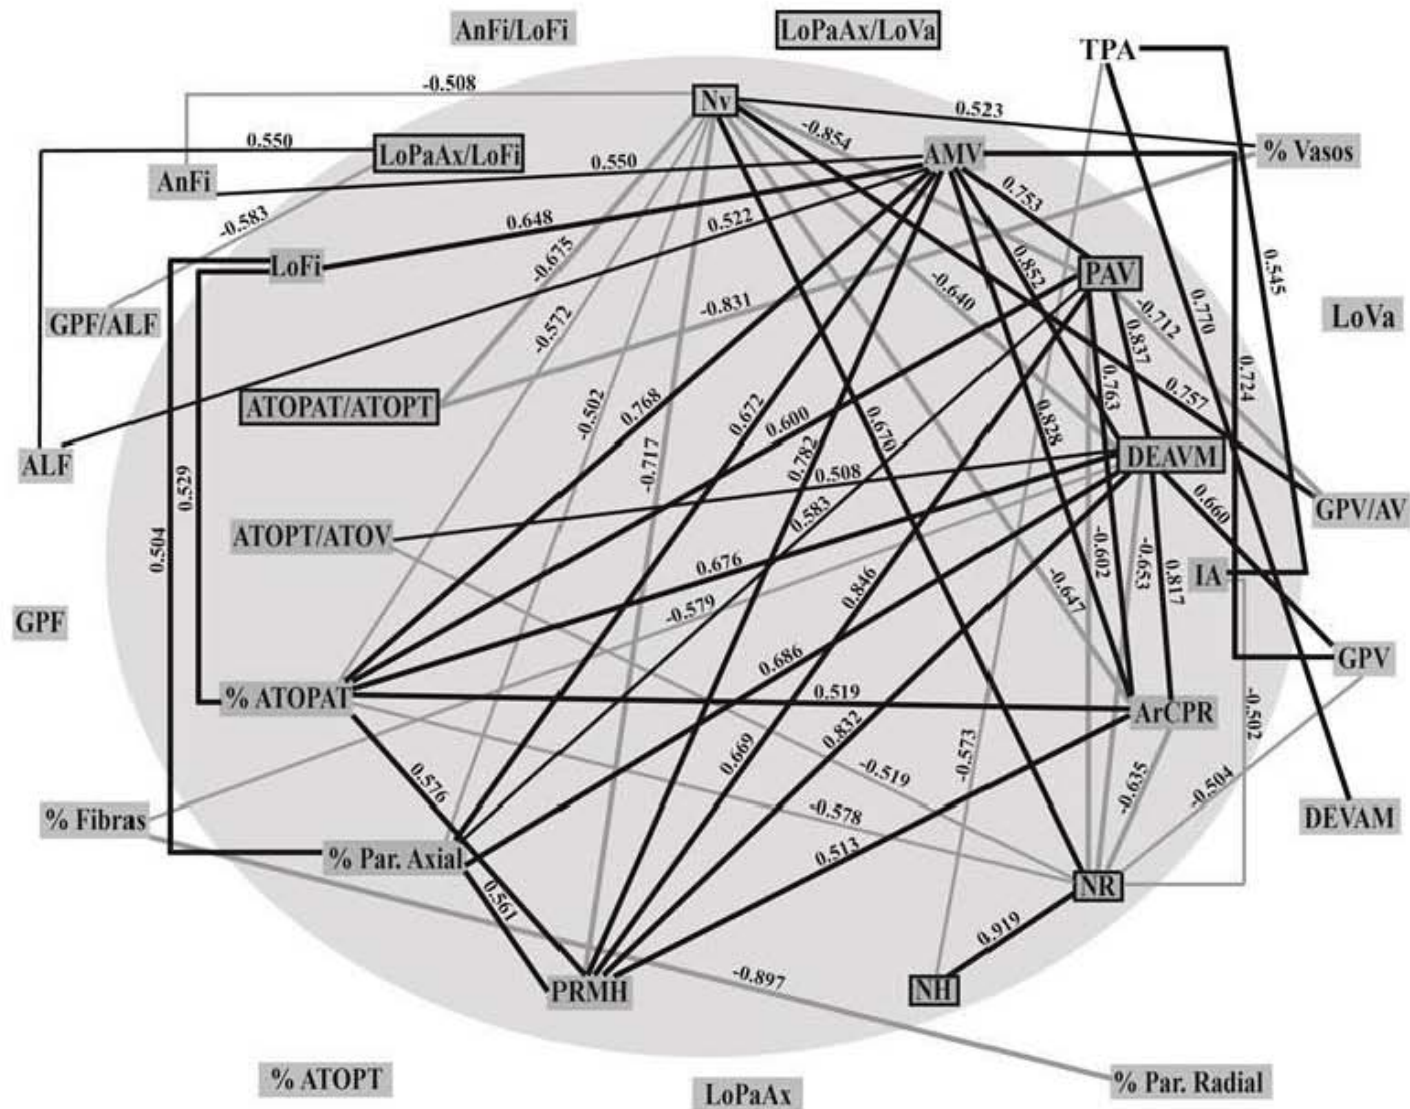 AnFi/LoFi
LoPaAx/LoVa
TPA
-0.508
Nv
0.523
-0.854
0.550
LoPaAx/LoFi
AMV
% Vasos
AnFi
0.550
0.753
-0.583
0.648
0.522
LoFi
-0.675
0.852
PAV
0.545
-0.640
GPF/ALF
-0.831
-0.712
0.770
LoVa
-0.572
0.837
0.724
ATOPAT/ATOPT
-0.502
0.768
0.672
0.600
0.670
0.763
0.757
0.828
ALF
-0.717
0.782
DEAVM
0.529
0.508
0.583
0.660
GPV/AV
ATOPT/ATOV
0.504
0.676
-0.602
-0.653
0.817
IA
0.846
-0.579
-0.647
GPF
0.686
GPV
% ATOPAT
0.519
ArCPR
-0.502
0.669
0.832
-0.573
0.576
-0.519
-0.635
-0.504
% Fibras
-0.578
DEVAM
% Par. Axial
0.513
0.561
NR
0.919
PRMH
-0.897
NH
% ATOPT
LoPaAx
% Par. Radial